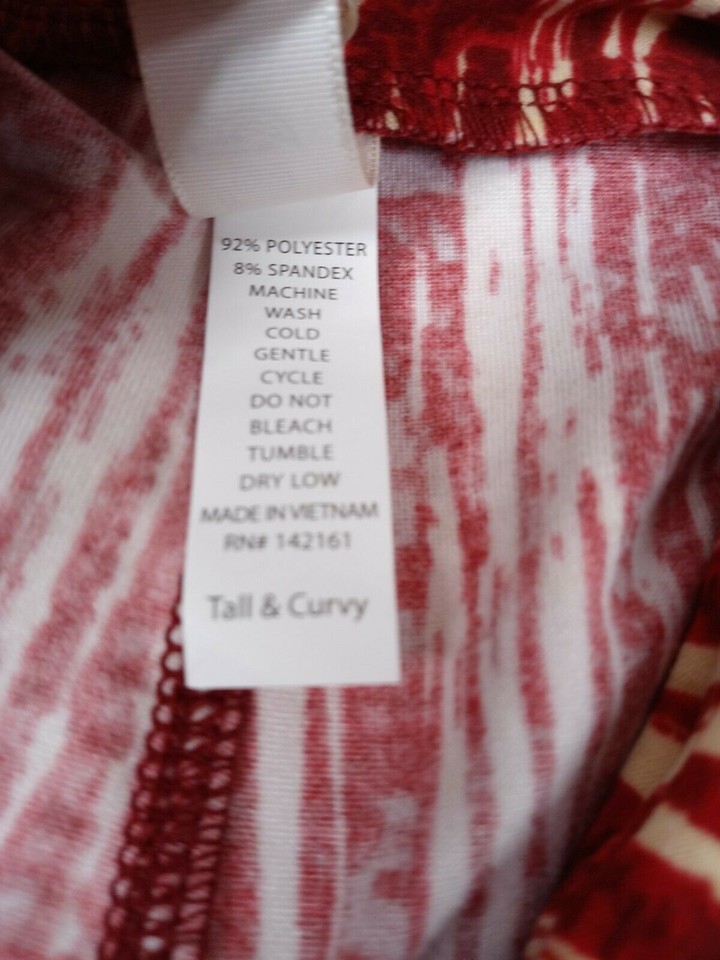 92% POLYESTER
8% SPANDEX
MACHINE
WASH
COLD
GENTLE
CYCLE
DO NOT
BLEACH
TUMBLE
DRY LOW
MADE IN VIETNAM
RN# 142161
Tall & Curvy